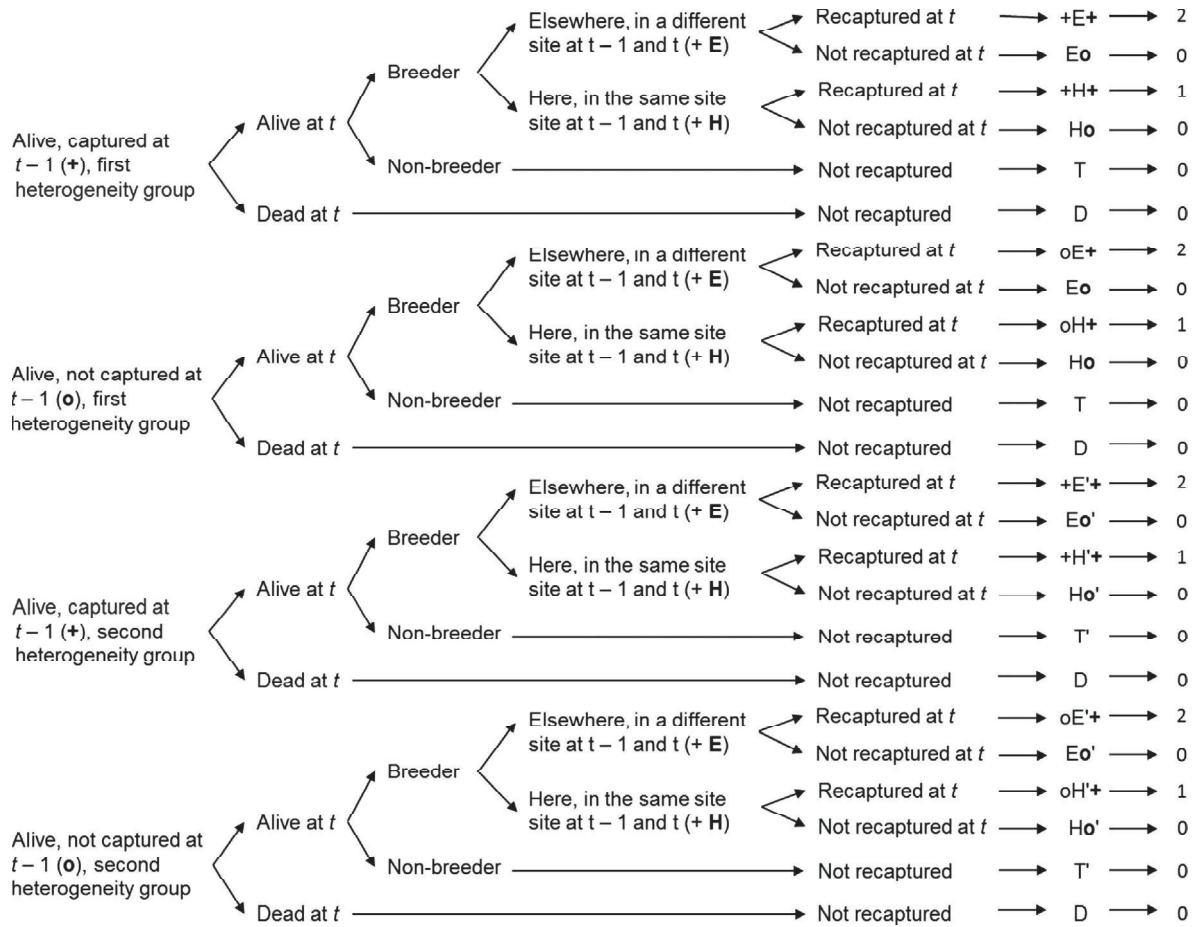 Alive, captured at
t – 1 (+), first
heterogeneity group
Alive at t
Dead at t
Breeder
Non-breeder
Elsewhere, in a different
site at t – 1 and t (+ E)
Here, in the same site
site at t – 1 and t (+ H)
Recaptured at t +E+ 2
Not recaptured at t Eo 0
Recaptured at t +H+ 1
Not recaptured at t Ho 0
Not recaptured T 0
Not recaptured D 0
Alive, not captured at
t – 1 (o), first
heterogeneity group
Alive at t
Dead at t
Breeder
Non-breeder
Elsewhere, in a different
site at t – 1 and t (+ E)
Here, in the same site
site at t – 1 and t (+ H)
Recaptured at t oE+ 2
Not recaptured at t Eo 0
Recaptured at t oH+ 1
Not recaptured at t Ho 0
Not recaptured T 0
Not recaptured D 0
Alive, captured at
t – 1 (+), second
heterogeneity group
Alive at t
Dead at t
Breeder
Non-breeder
Elsewhere, in a different
site at t – 1 and t (+ E)
Here, in the same site
site at t – 1 and t (+ H)
Recaptured at t +E'+ 2
Not recaptured at t Eo' 0
Recaptured at t +H'+ 1
Not recaptured at t Ho' 0
Not recaptured T' 0
Not recaptured D 0
Alive, not captured at
t – 1 (o), second
heterogeneity group
Alive at t
Dead at t
Breeder
Non-breeder
Elsewhere, in a different
site at t – 1 and t (+ E)
Here, in the same site
site at t – 1 and t (+ H)
Recaptured at t oE'+ 2
Not recaptured at t Eo' 0
Recaptured at t oH'+ 1
Not recaptured at t Ho' 0
Not recaptured T' 0
Not recaptured D 0